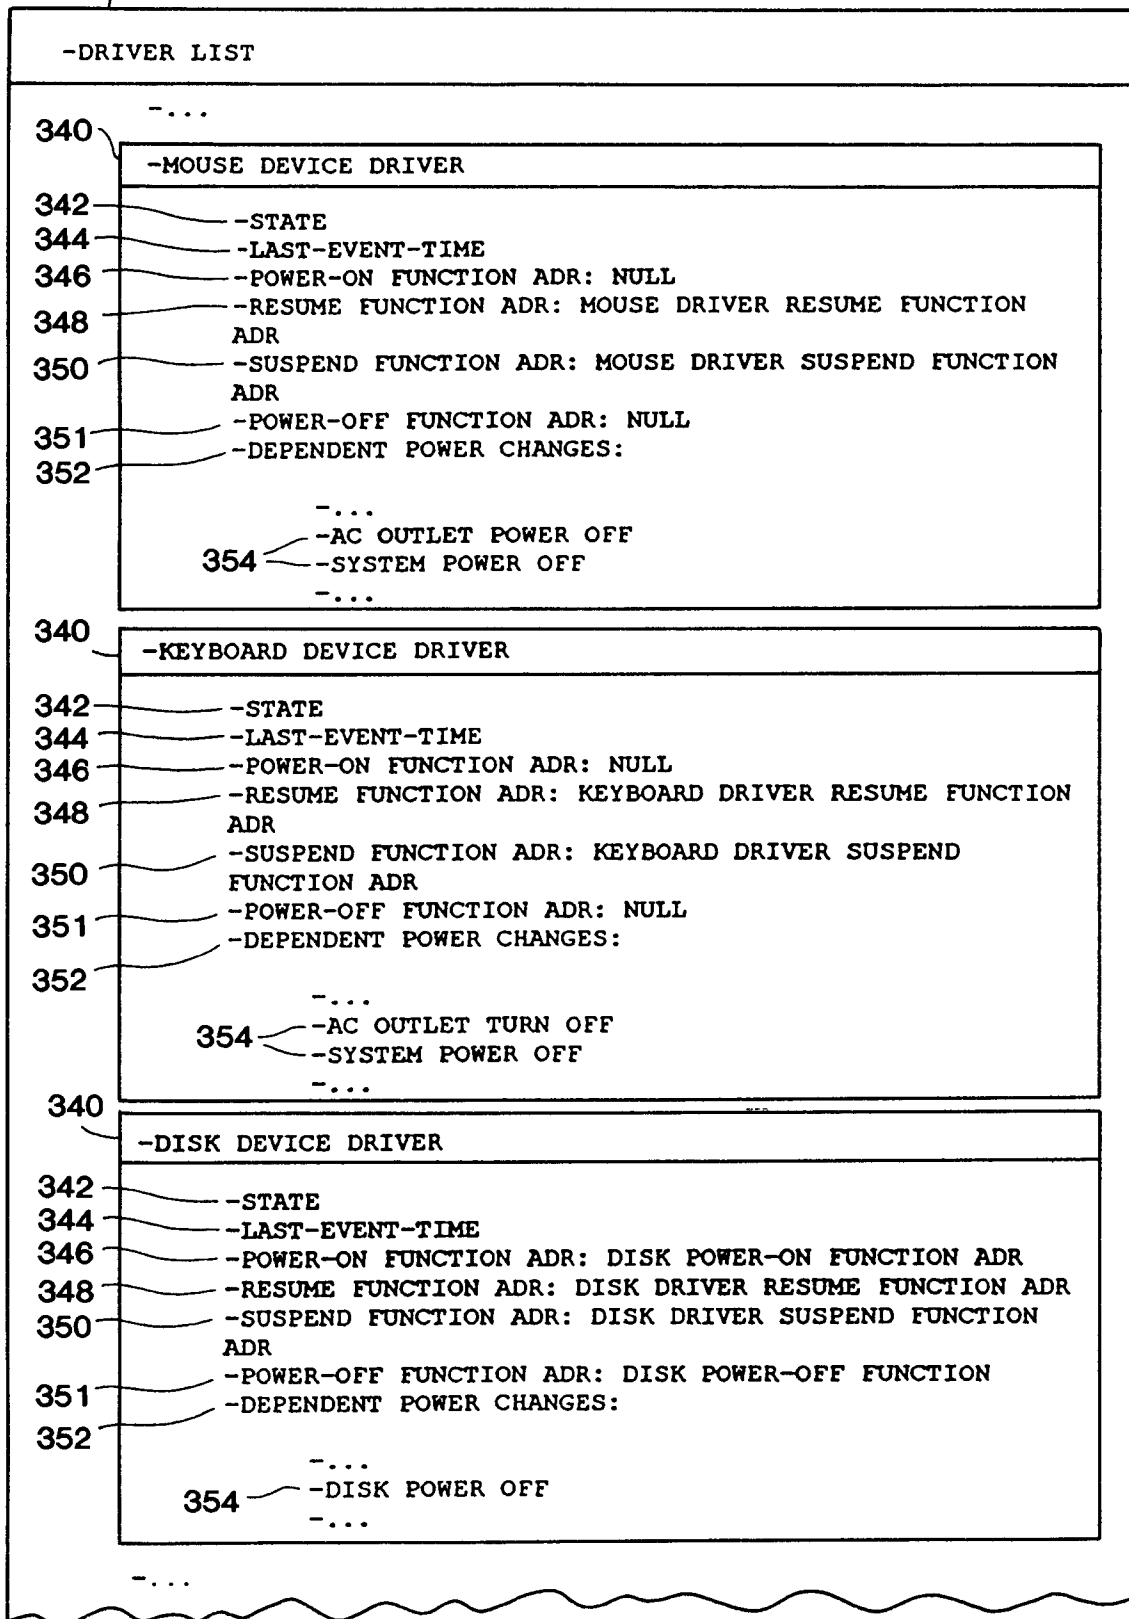 -DRIVER LIST
-...
340
-MOUSE DEVICE DRIVER
342 -STATE
344 -LAST-EVENT-TIME
346 -POWER-ON FUNCTION ADR: NULL
348 -RESUME FUNCTION ADR: MOUSE DRIVER RESUME FUNCTION
ADR
350 -SUSPEND FUNCTION ADR: MOUSE DRIVER SUSPEND FUNCTION
ADR
351 -POWER-OFF FUNCTION ADR: NULL
352 -DEPENDENT POWER CHANGES:
-...
-AC OUTLET POWER OFF
354 -SYSTEM POWER OFF
-...
340
-KEYBOARD DEVICE DRIVER
342 -STATE
344 -LAST-EVENT-TIME
346 -POWER-ON FUNCTION ADR: NULL
348 -RESUME FUNCTION ADR: KEYBOARD DRIVER RESUME FUNCTION
ADR
350 -SUSPEND FUNCTION ADR: KEYBOARD DRIVER SUSPEND
FUNCTION ADR
351 -POWER-OFF FUNCTION ADR: NULL
352 -DEPENDENT POWER CHANGES:
-...
354 -AC OUTLET TURN OFF
-SYSTEM POWER OFF
-...
340
-DISK DEVICE DRIVER
342 -STATE
344 -LAST-EVENT-TIME
346 -POWER-ON FUNCTION ADR: DISK POWER-ON FUNCTION ADR
348 -RESUME FUNCTION ADR: DISK DRIVER RESUME FUNCTION ADR
350 -SUSPEND FUNCTION ADR: DISK DRIVER SUSPEND FUNCTION
ADR
351 -POWER-OFF FUNCTION ADR: DISK POWER-OFF FUNCTION
352 -DEPENDENT POWER CHANGES:
-...
354 -DISK POWER OFF
-...
-...